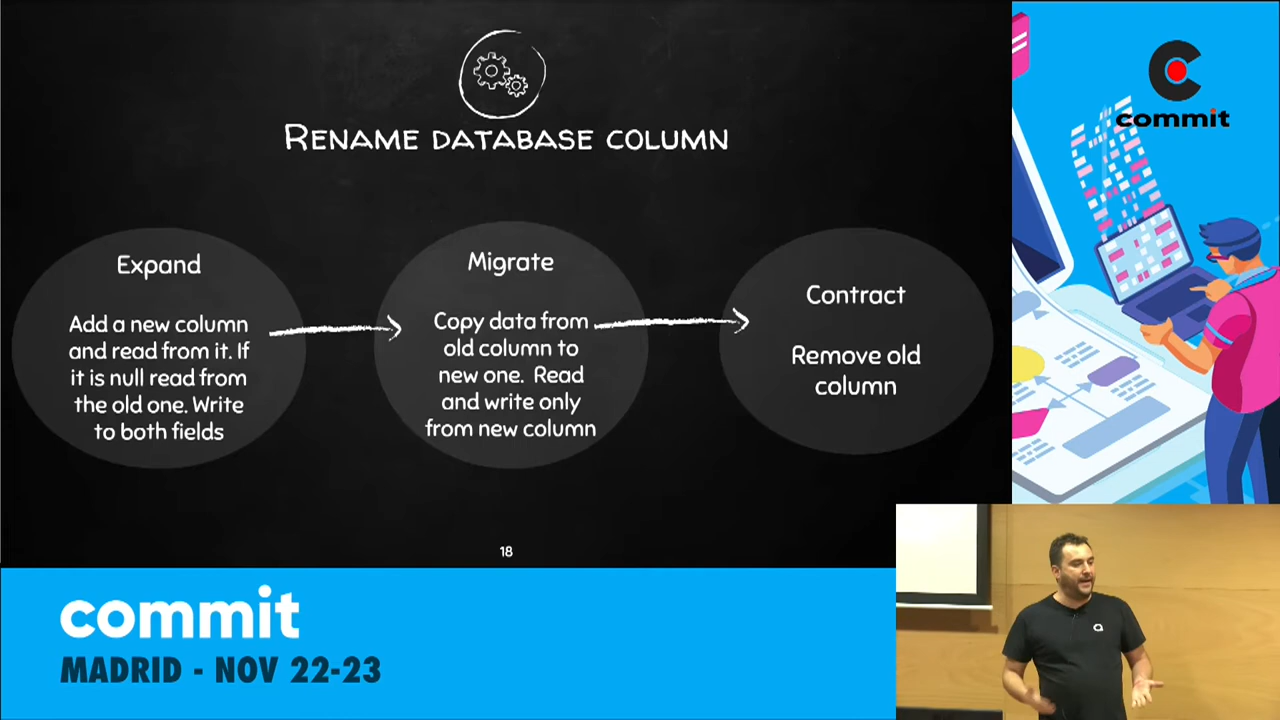 RENAME DATABASE COLUMN
Expand
Add a new column
and read from it. If
it is null read from
the old one. Write
to both fields
Migrate
Copy data from
old column to
new one. Read
and write only
from new column
Contract
Remove old
column
18
commit
commit
MADRID - NOV 22-23